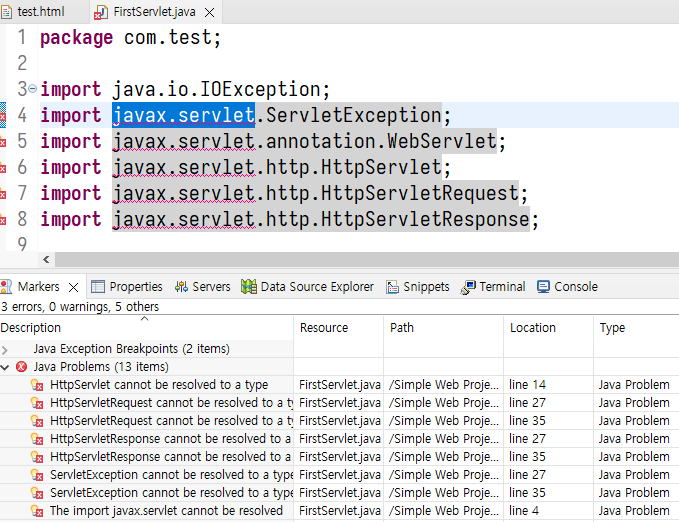 test.html FirstServlet.java
1 package com.test;
2
3 import java.io.IOException;
4 import javax.servlet.ServletException;
5 import javax.servlet.annotation.WebServlet;
6 import javax.servlet.http.HttpServlet;
7 import javax.servlet.http.HttpServletRequest;
8 import javax.servlet.http.HttpServletResponse;
9
Markers Properties Servers Data Source Explorer Snippets Terminal Console
3 errors, 0 warnings, 5 others
Description Resource Path Location Type
Java Exception Breakpoints (2 items)
Java Problems (13 items)
HttpServlet cannot be resolved to a type FirstServlet.java /Simple Web Proje... line 14 Java Problem
HttpServletRequest cannot be resolved to a ty FirstServlet.java /Simple Web Proje... line 27 Java Problem
HttpServletRequest cannot be resolved to a ty FirstServlet.java /Simple Web Proje... line 35 Java Problem
HttpServletResponse cannot be resolved to a FirstServlet.java /Simple Web Proje... line 27 Java Problem
HttpServletResponse cannot be resolved to a FirstServlet.java /Simple Web Proje... line 35 Java Problem
ServletException cannot be resolved to a type FirstServlet.java /Simple Web Proje... line 27 Java Problem
ServletException cannot be resolved to a type FirstServlet.java /Simple Web Proje... line 35 Java Problem
The import javax.servlet cannot be resolved FirstServlet.java /Simple Web Proje... line 4 Java Problem